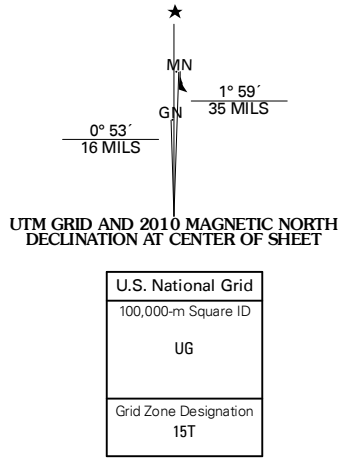 MN
1° 59´
35 MILS
GN
0° 53´
16 MILS
UTM GRID AND 2010 MAGNETIC NORTH
DECLINATION AT CENTER OF SHEET
U.S. National Grid
100,000-m Square ID
UG
Grid Zone Designation
15T